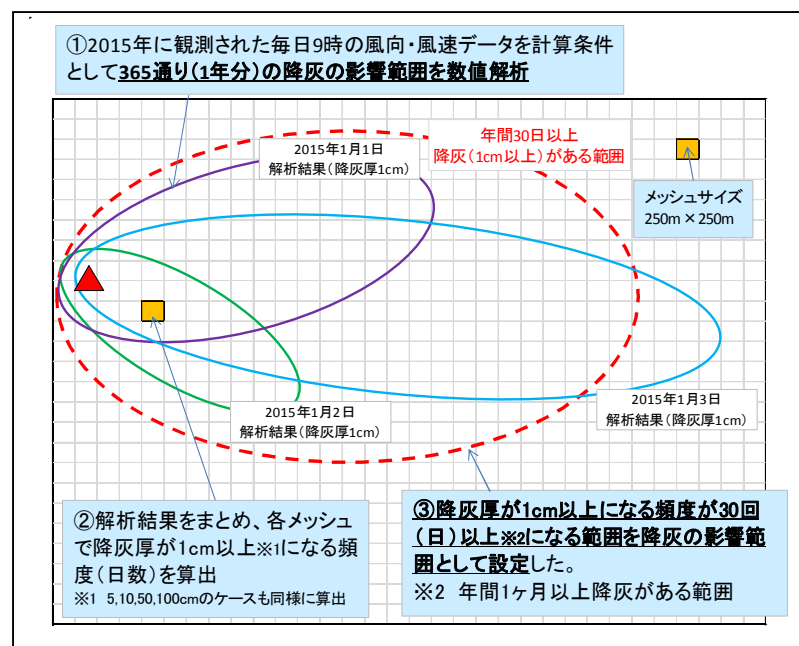 ①2015年に観測された毎日9時の風向・風速データを計算条件
として365通り(1年分)の降灰の影響範囲を数値解析
2015年1月1日
解析結果(降灰厚1cm)
年間30日以上
降灰(1cm以上)がある範囲
メッシュサイズ
250m×250m
2015年1月2日
解析結果(降灰厚1cm)
2015年1月3日
解析結果(降灰厚1cm)
②解析結果をまとめ、各メッシュ
で降灰厚が1cm以上※1になる頻
度(日数)を算出
※1 5,10,50,100cmのケースも同様に算出
③降灰厚が1cm以上になる頻度が30回
(日)以上※2になる範囲を降灰の影響範
囲として設定した。
※2 年間1ヶ月以上降灰がある範囲